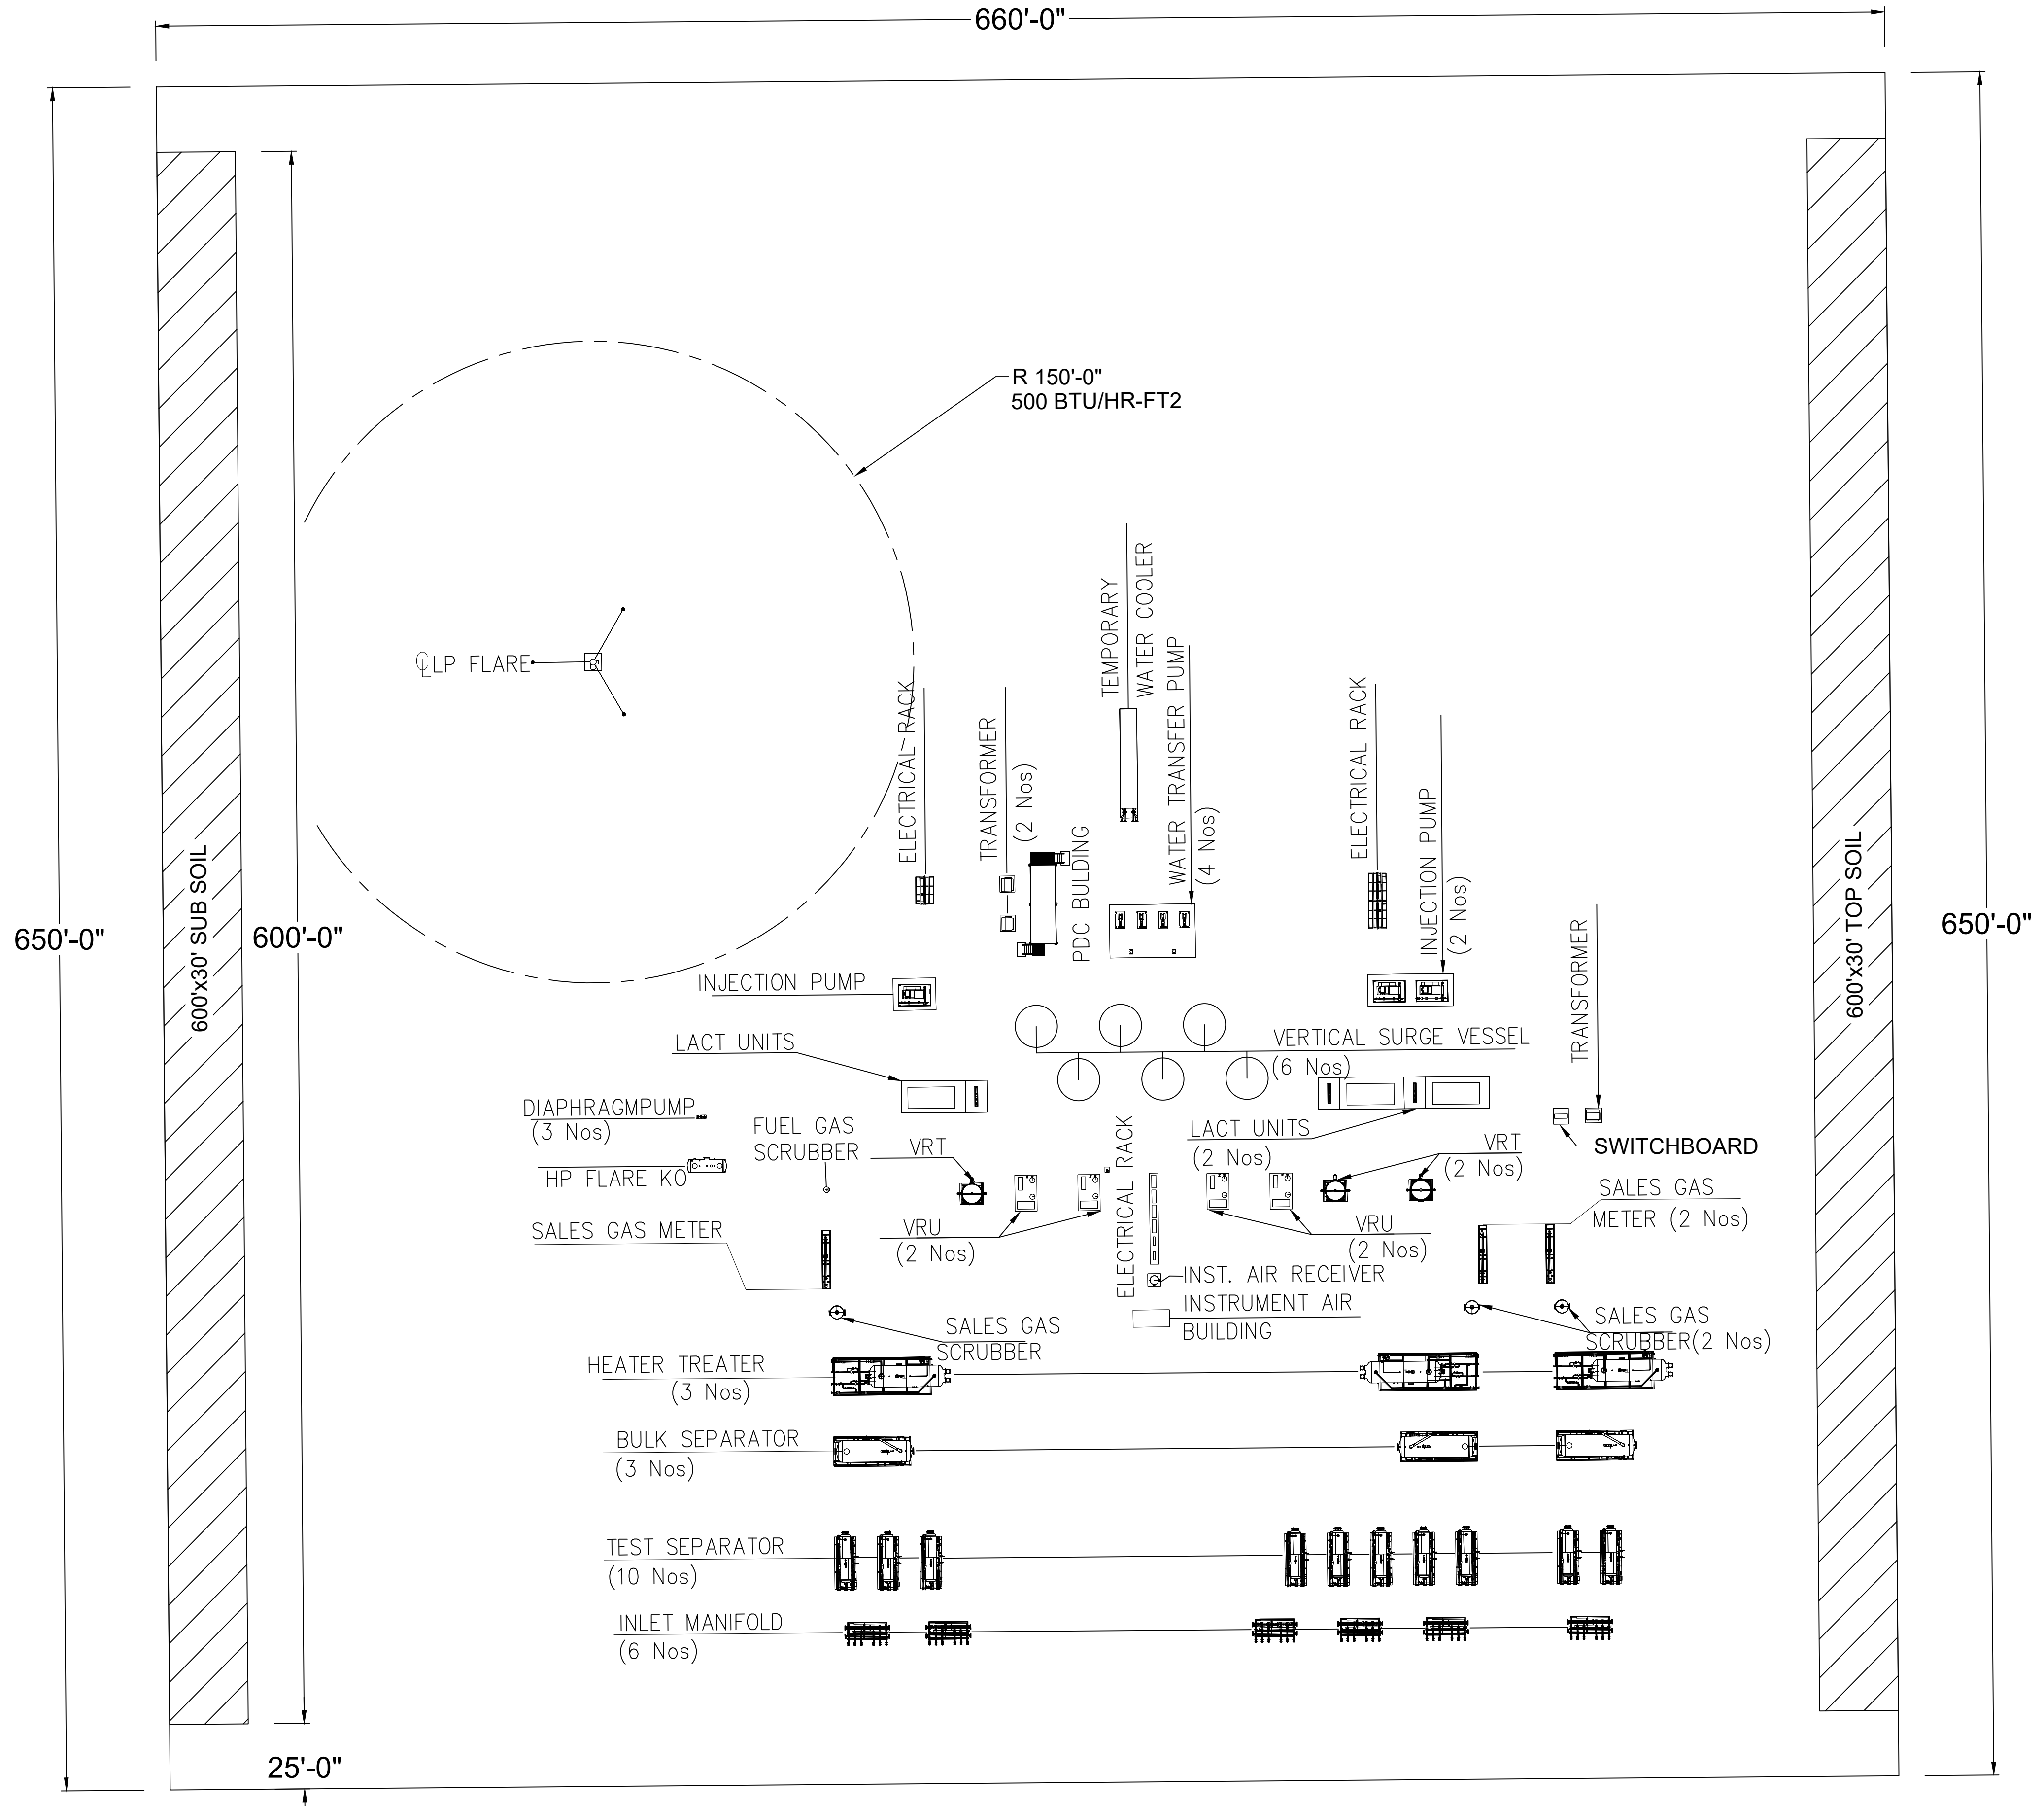 660'-0"
R 150'-0"
500 BTU/HR-FT2
TEMPORARY
WATER COOLER
℄LP FLARE
ELECTRICAL RACK
TRANSFORMER
(2 Nos)
WATER TRANSFER PUMP
(4 Nos)
ELECTRICAL RACK
INJECTION PUMP
(2 Nos)
PDC BULDING
650'-0"
600'x30' SUB SOIL
600'-0"
600'x30' TOP SOIL
650'-0"
INJECTION PUMP
TRANSFORMER
LACT UNITS
VERTICAL SURGE VESSEL
(6 Nos)
DIAPHRAGMPUMP
(3 Nos)
FUEL GAS
SCRUBBER
VRT
ELECTRICAL RACK
LACT UNITS
(2 Nos)
VRT
(2 Nos)
SWITCHBOARD
HP FLARE KO
SALES GAS
METER (2 Nos)
SALES GAS METER
VRU
(2 Nos)
VRU
(2 Nos)
INST. AIR RECEIVER
INSTRUMENT AIR
BUILDING
SALES GAS
SCRUBBER
SALES GAS
SCRUBBER(2 Nos)
HEATER TREATER
(3 Nos)
BULK SEPARATOR
(3 Nos)
TEST SEPARATOR
(10 Nos)
INLET MANIFOLD
(6 Nos)
25'-0"